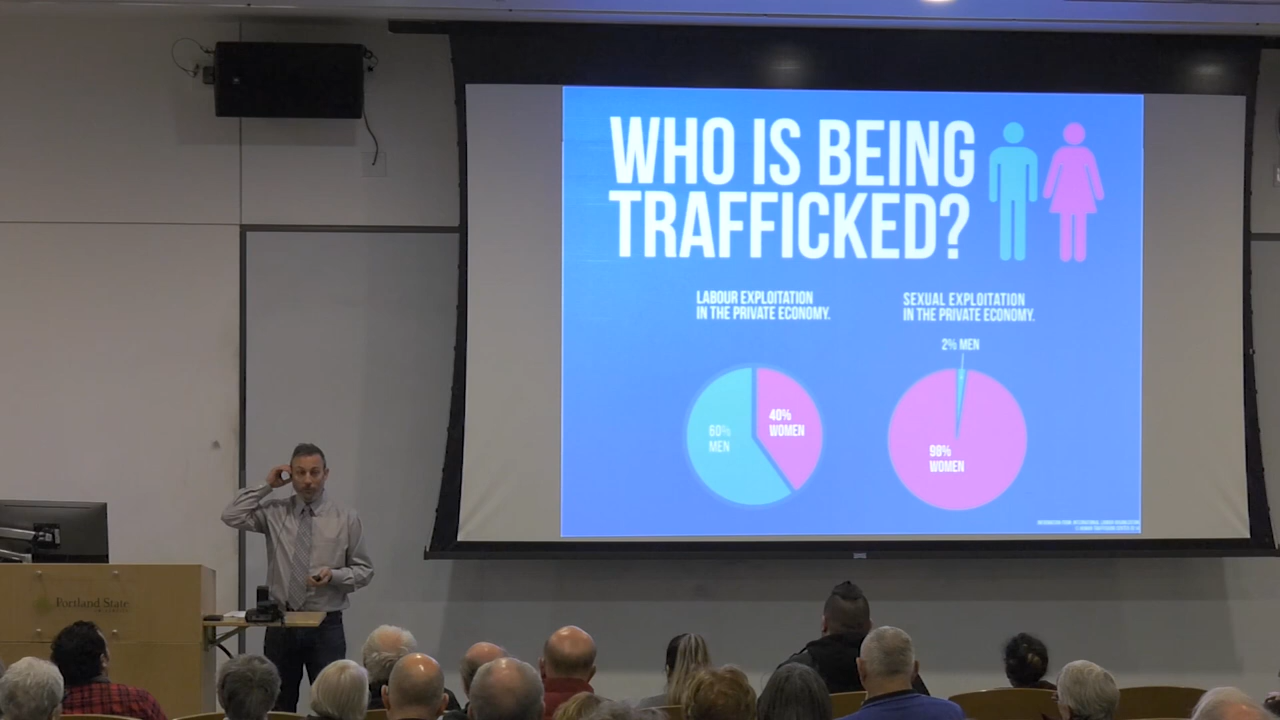 WHO IS BEING
TRAFFICKED?
LABOUR EXPLOITATION
IN THE PRIVATE ECONOMY.
SEXUAL EXPLOITATION
IN THE PRIVATE ECONOMY.
2% MEN
40%
WOMEN
60%
MEN
98%
WOMEN
Portland State